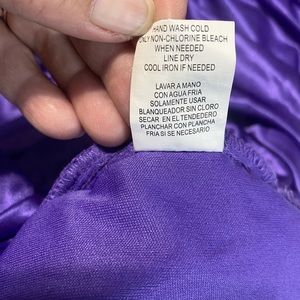 HAND WASH COLD
ONLY NON-CHLORINE BLEACH
WHEN NEEDED
LINE DRY
COOL IRON IF NEEDED
LAVAR A MANO
CON AGUA FRIA
SOLAMENTE USAR
BLANQUEADOR SIN CLORO
SECAR EN EL TENDEDERO
PLANCHAR CON PLANCHA
FRIA SI SE NECESARIO